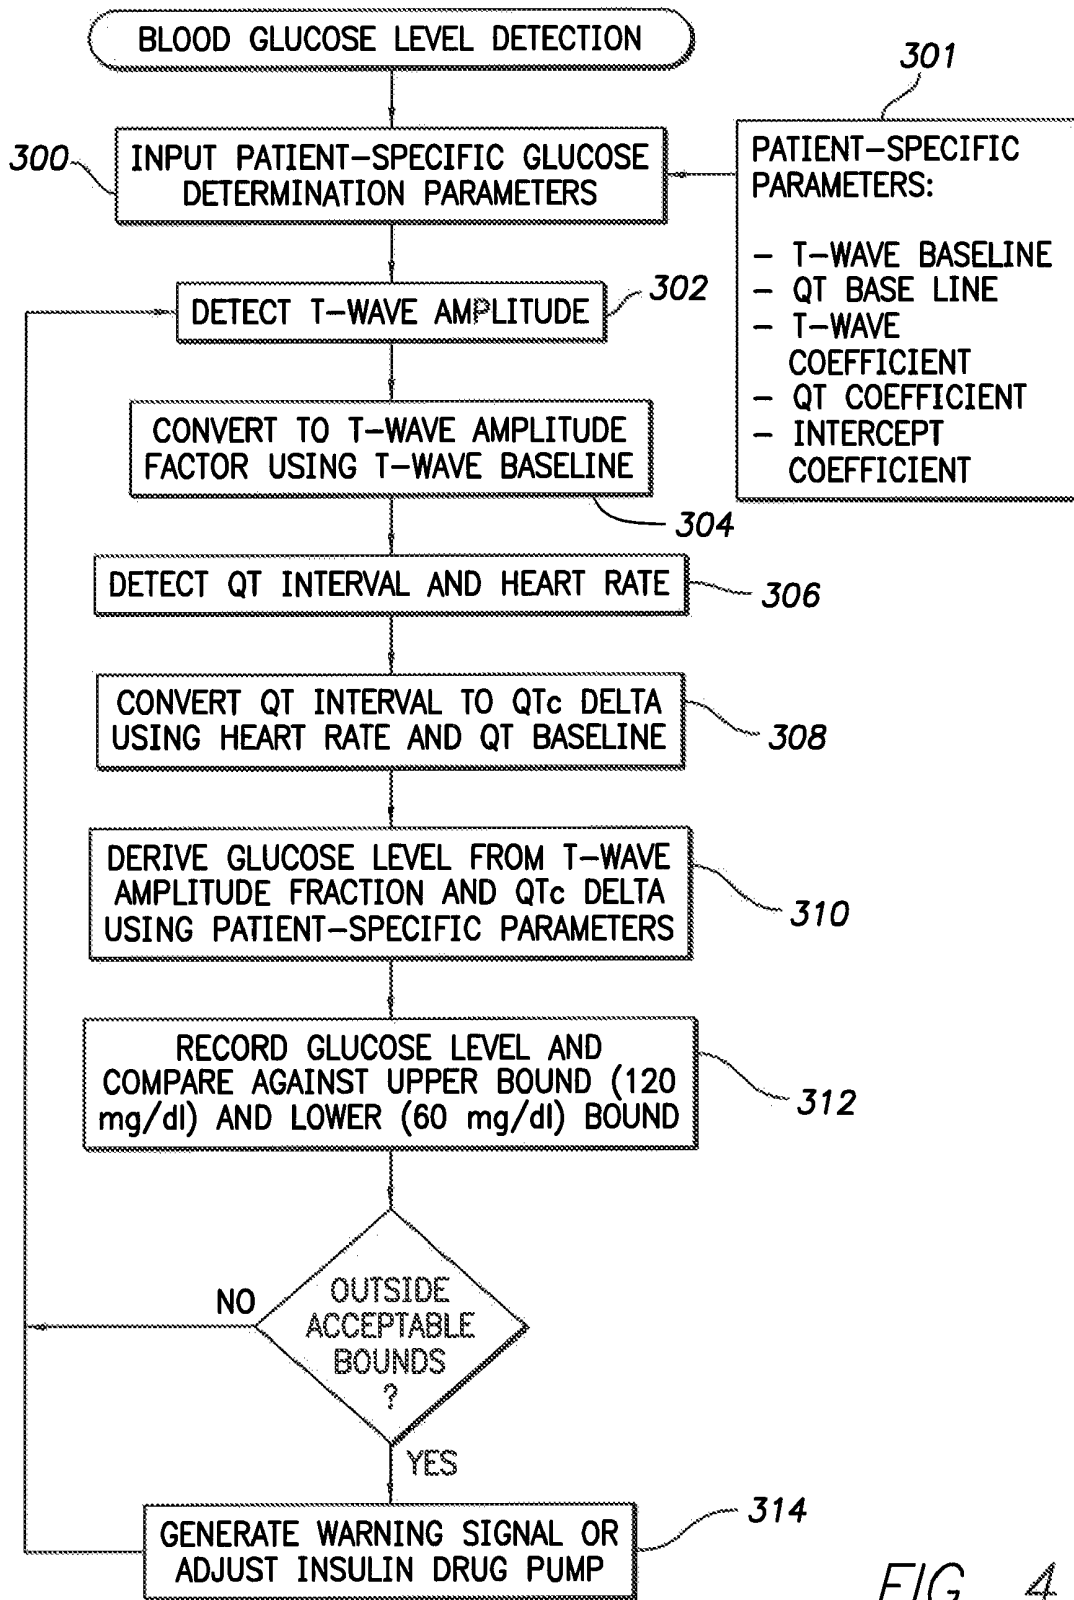 BLOOD GLUCOSE LEVEL DETECTION
301
300
INPUT PATIENT-SPECIFIC GLUCOSE
DETERMINATION PARAMETERS
PATIENT-SPECIFIC
PARAMETERS:
- T-WAVE BASELINE
- QT BASE LINE
- T-WAVE
COEFFICIENT
- QT COEFFICIENT
- INTERCEPT
COEFFICIENT
DETECT T-WAVE AMPLITUDE
302
CONVERT TO T-WAVE AMPLITUDE
FACTOR USING T-WAVE BASELINE
304
DETECT QT INTERVAL AND HEART RATE
306
CONVERT QT INTERVAL TO QTc DELTA
USING HEART RATE AND QT BASELINE
308
DERIVE GLUCOSE LEVEL FROM T-WAVE
AMPLITUDE FRACTION AND QTc DELTA
USING PATIENT-SPECIFIC PARAMETERS
310
RECORD GLUCOSE LEVEL AND
COMPARE AGAINST UPPER BOUND (120
mg/dl) AND LOWER (60 mg/dl) BOUND
312
NO
OUTSIDE
ACCEPTABLE
BOUNDS
?
YES
GENERATE WARNING SIGNAL OR
ADJUST INSULIN DRUG PUMP
314
FIG. 4